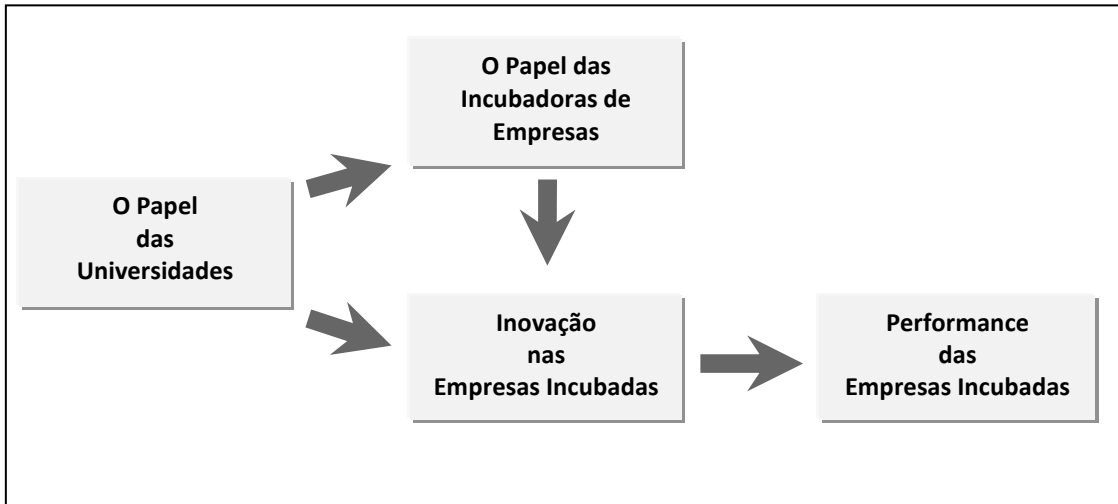 O Papel das
Incubadoras de
Empresas
O Papel
das
Universidades
Inovação
nas
Empresas Incubadas
Performance
das
Empresas Incubadas